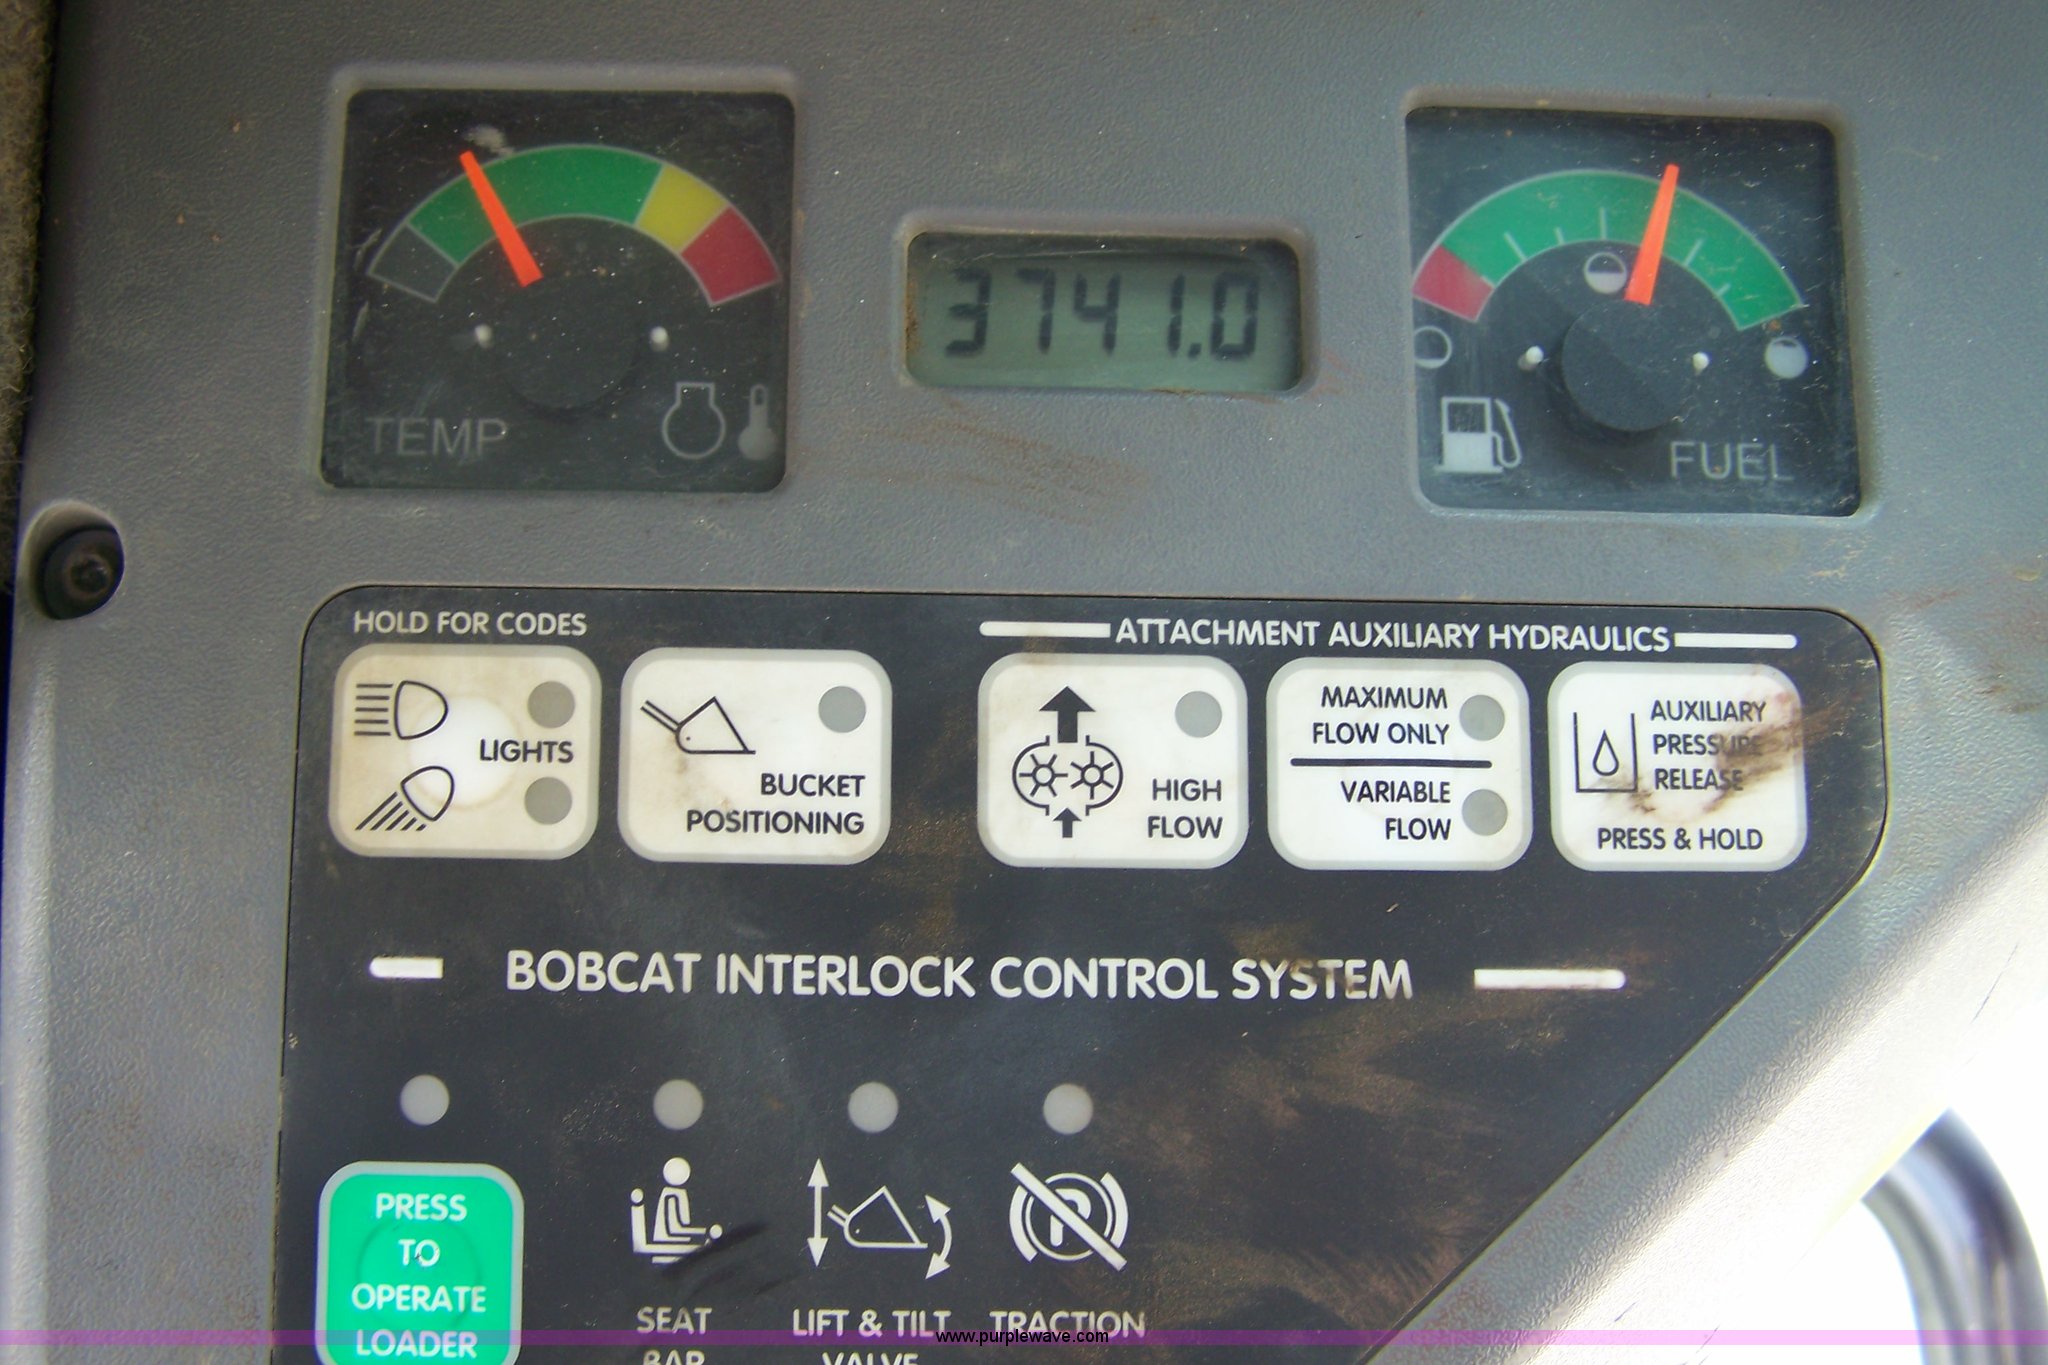 3741.0
TEMP
FUEL
HOLD FOR CODES
ATTACHMENT AUXILIARY HYDRAULICS
LIGHTS
BUCKET
POSITIONING
HIGH
FLOW
MAXIMUM
FLOW ONLY
VARIABLE
FLOW
AUXILIARY
PRESSURE
RELEASE
PRESS & HOLD
BOBCAT INTERLOCK CONTROL SYSTEM
PRESS
TO
OPERATE
LOADER
P
SEAT
BAR
LIFT & TILT
VALVE
TRACTION
www.purplewave.com